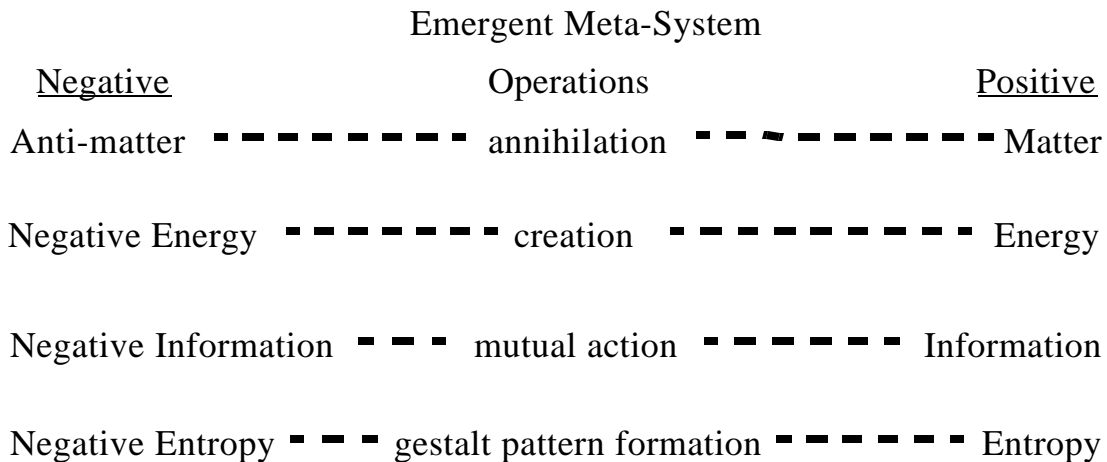 Emergent Meta-System
Negative Operations Positive
Anti-matter annihilation Matter
Negative Energy creation Energy
Negative Information mutual action Information
Negative Entropy gestalt pattern formation Entropy